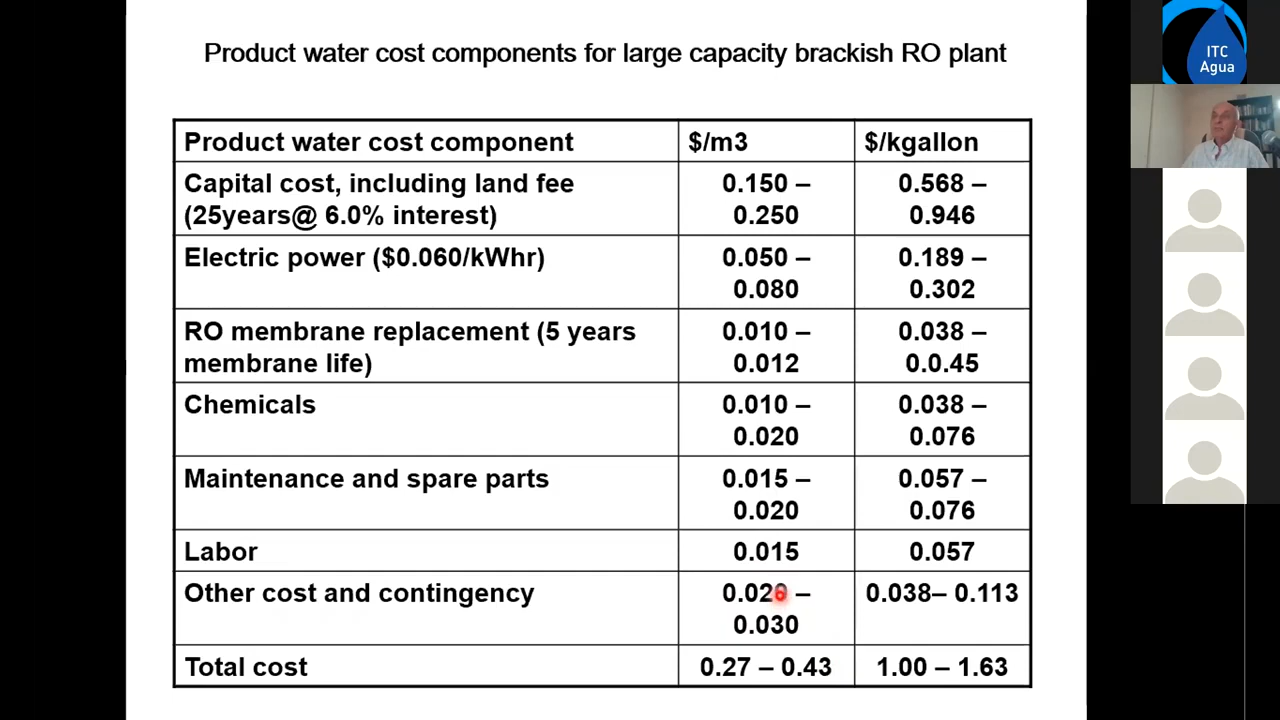 Product water cost components for large capacity brackish RO plant
Product water cost component $/m3 $/kgallon
Capital cost, including land fee 0.150 – 0.568 –
(25years@ 6.0% interest) 0.250 0.946
Electric power ($0.060/kWhr) 0.050 – 0.189 –
0.080 0.302
RO membrane replacement (5 years 0.010 – 0.038 –
membrane life) 0.012 0.0.45
Chemicals 0.010 – 0.038 –
0.020 0.076
Maintenance and spare parts 0.015 – 0.057 –
0.020 0.076
Labor 0.015 0.057
Other cost and contingency 0.020 – 0.038– 0.113
0.030
Total cost 0.27 – 0.43 1.00 – 1.63
ITC
Agua